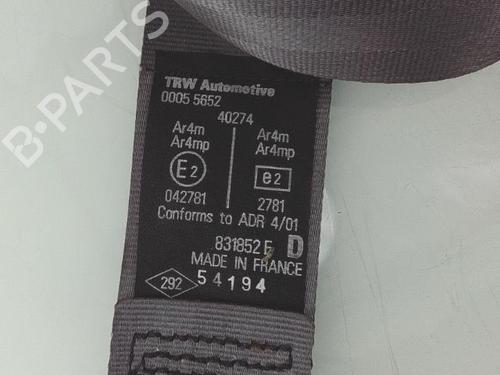 B-PARTS
TRW Automotive
0005 5652
40274
Ar4m Ar4m
Ar4mp Ar4mp
E2 e2
042781 2781
Conforms to ADR 4/01
831852E D
MADE IN FRANCE
292 54194